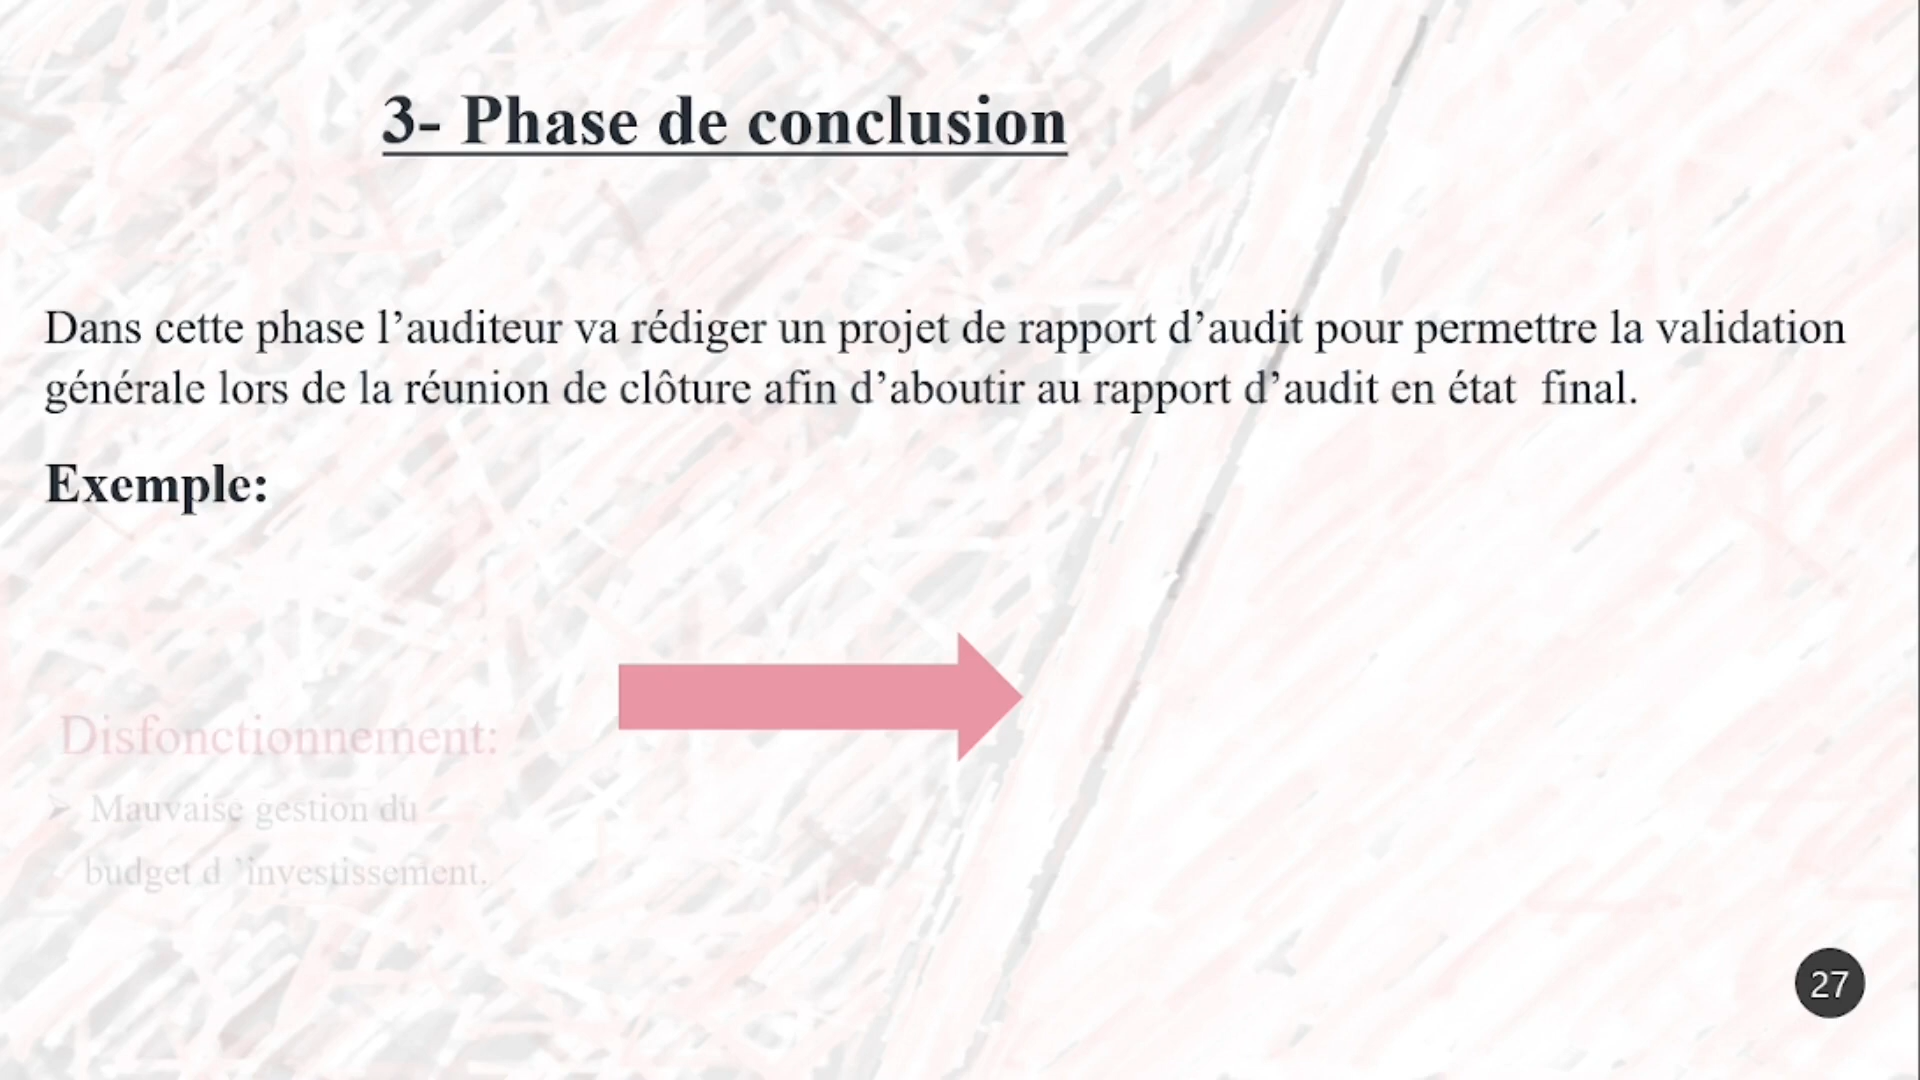 3- Phase de conclusion
Dans cette phase l’auditeur va rédiger un projet de rapport d’audit pour permettre la validation
générale lors de la réunion de clôture afin d’aboutir au rapport d’audit en état  final.
Exemple:
Disfonctionnement:
➢ Mauvaise gestion du
budget d ’investissement.
27